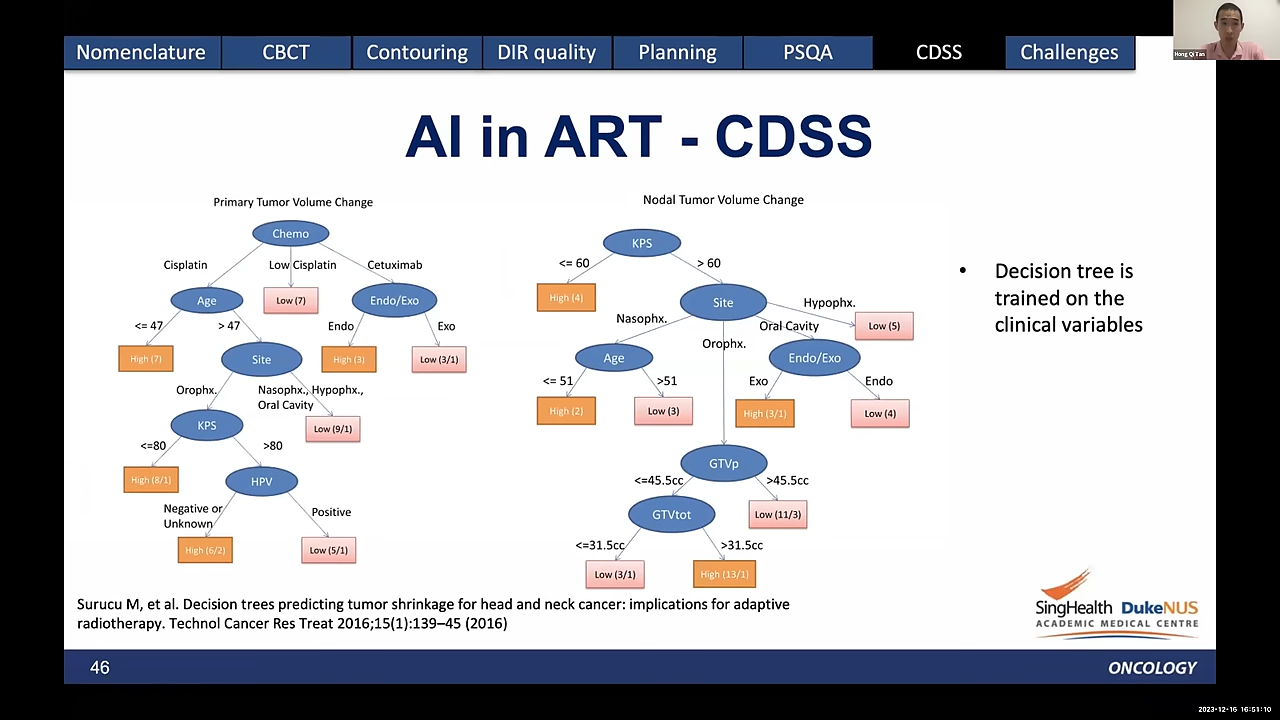 Hong Qi Tan
Nomenclature CBCT Contouring DIR quality Planning PSQA CDSS Challenges
AI in ART - CDSS
Primary Tumor Volume Change
Chemo
Cisplatin Low Cisplatin Cetuximab
Age Low (7) Endo/Exo
<= 47 > 47 Endo Exo
High (7) Site High (3) Low (3/1)
Orophx. Nasophx., Hypophx.,
Oral Cavity
KPS Low (9/1)
<=80 >80
High (8/1) HPV
Negative or
Unknown
Positive
High (6/2) Low (5/1)
Nodal Tumor Volume Change
KPS
<= 60 > 60
High (4) Site
Nasophx. Orophx. Oral Cavity Hypophx.
Low (5)
Age Endo/Exo
<= 51 >51 Exo Endo
High (2) Low (3) High (3/1) Low (4)
GTVp
<=45.5cc >45.5cc
GTVtot Low (11/3)
<=31.5cc >31.5cc
Low (3/1) High (13/1)
• Decision tree is
trained on the
clinical variables
Surucu M, et al. Decision trees predicting tumor shrinkage for head and neck cancer: implications for adaptive
radiotherapy. Technol Cancer Res Treat 2016;15(1):139–45 (2016)
SingHealth DukeNUS
ACADEMIC MEDICAL CENTRE
46
ONCOLOGY
2023-12-16 16:51:10